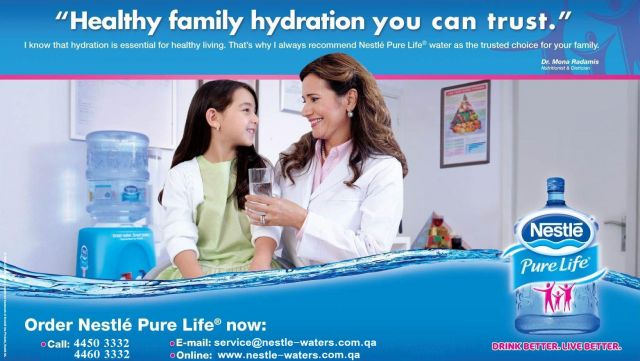 “Healthy family hydration you can trust.”
I know that hydration is essential for healthy living. That's why I always recommend Nestlé Pure Life® water as the trusted choice for your family.
Dr. Mona Radamis
Nutritionist & Dietician
Nestlé
Pure Life
DRINK BETTER. LIVE BETTER.
Order Nestlé Pure Life® now:
Call: 4450 3332
4460 3332
E-mail: service@nestle-waters.com.qa
Online: www.nestle-waters.com.qa